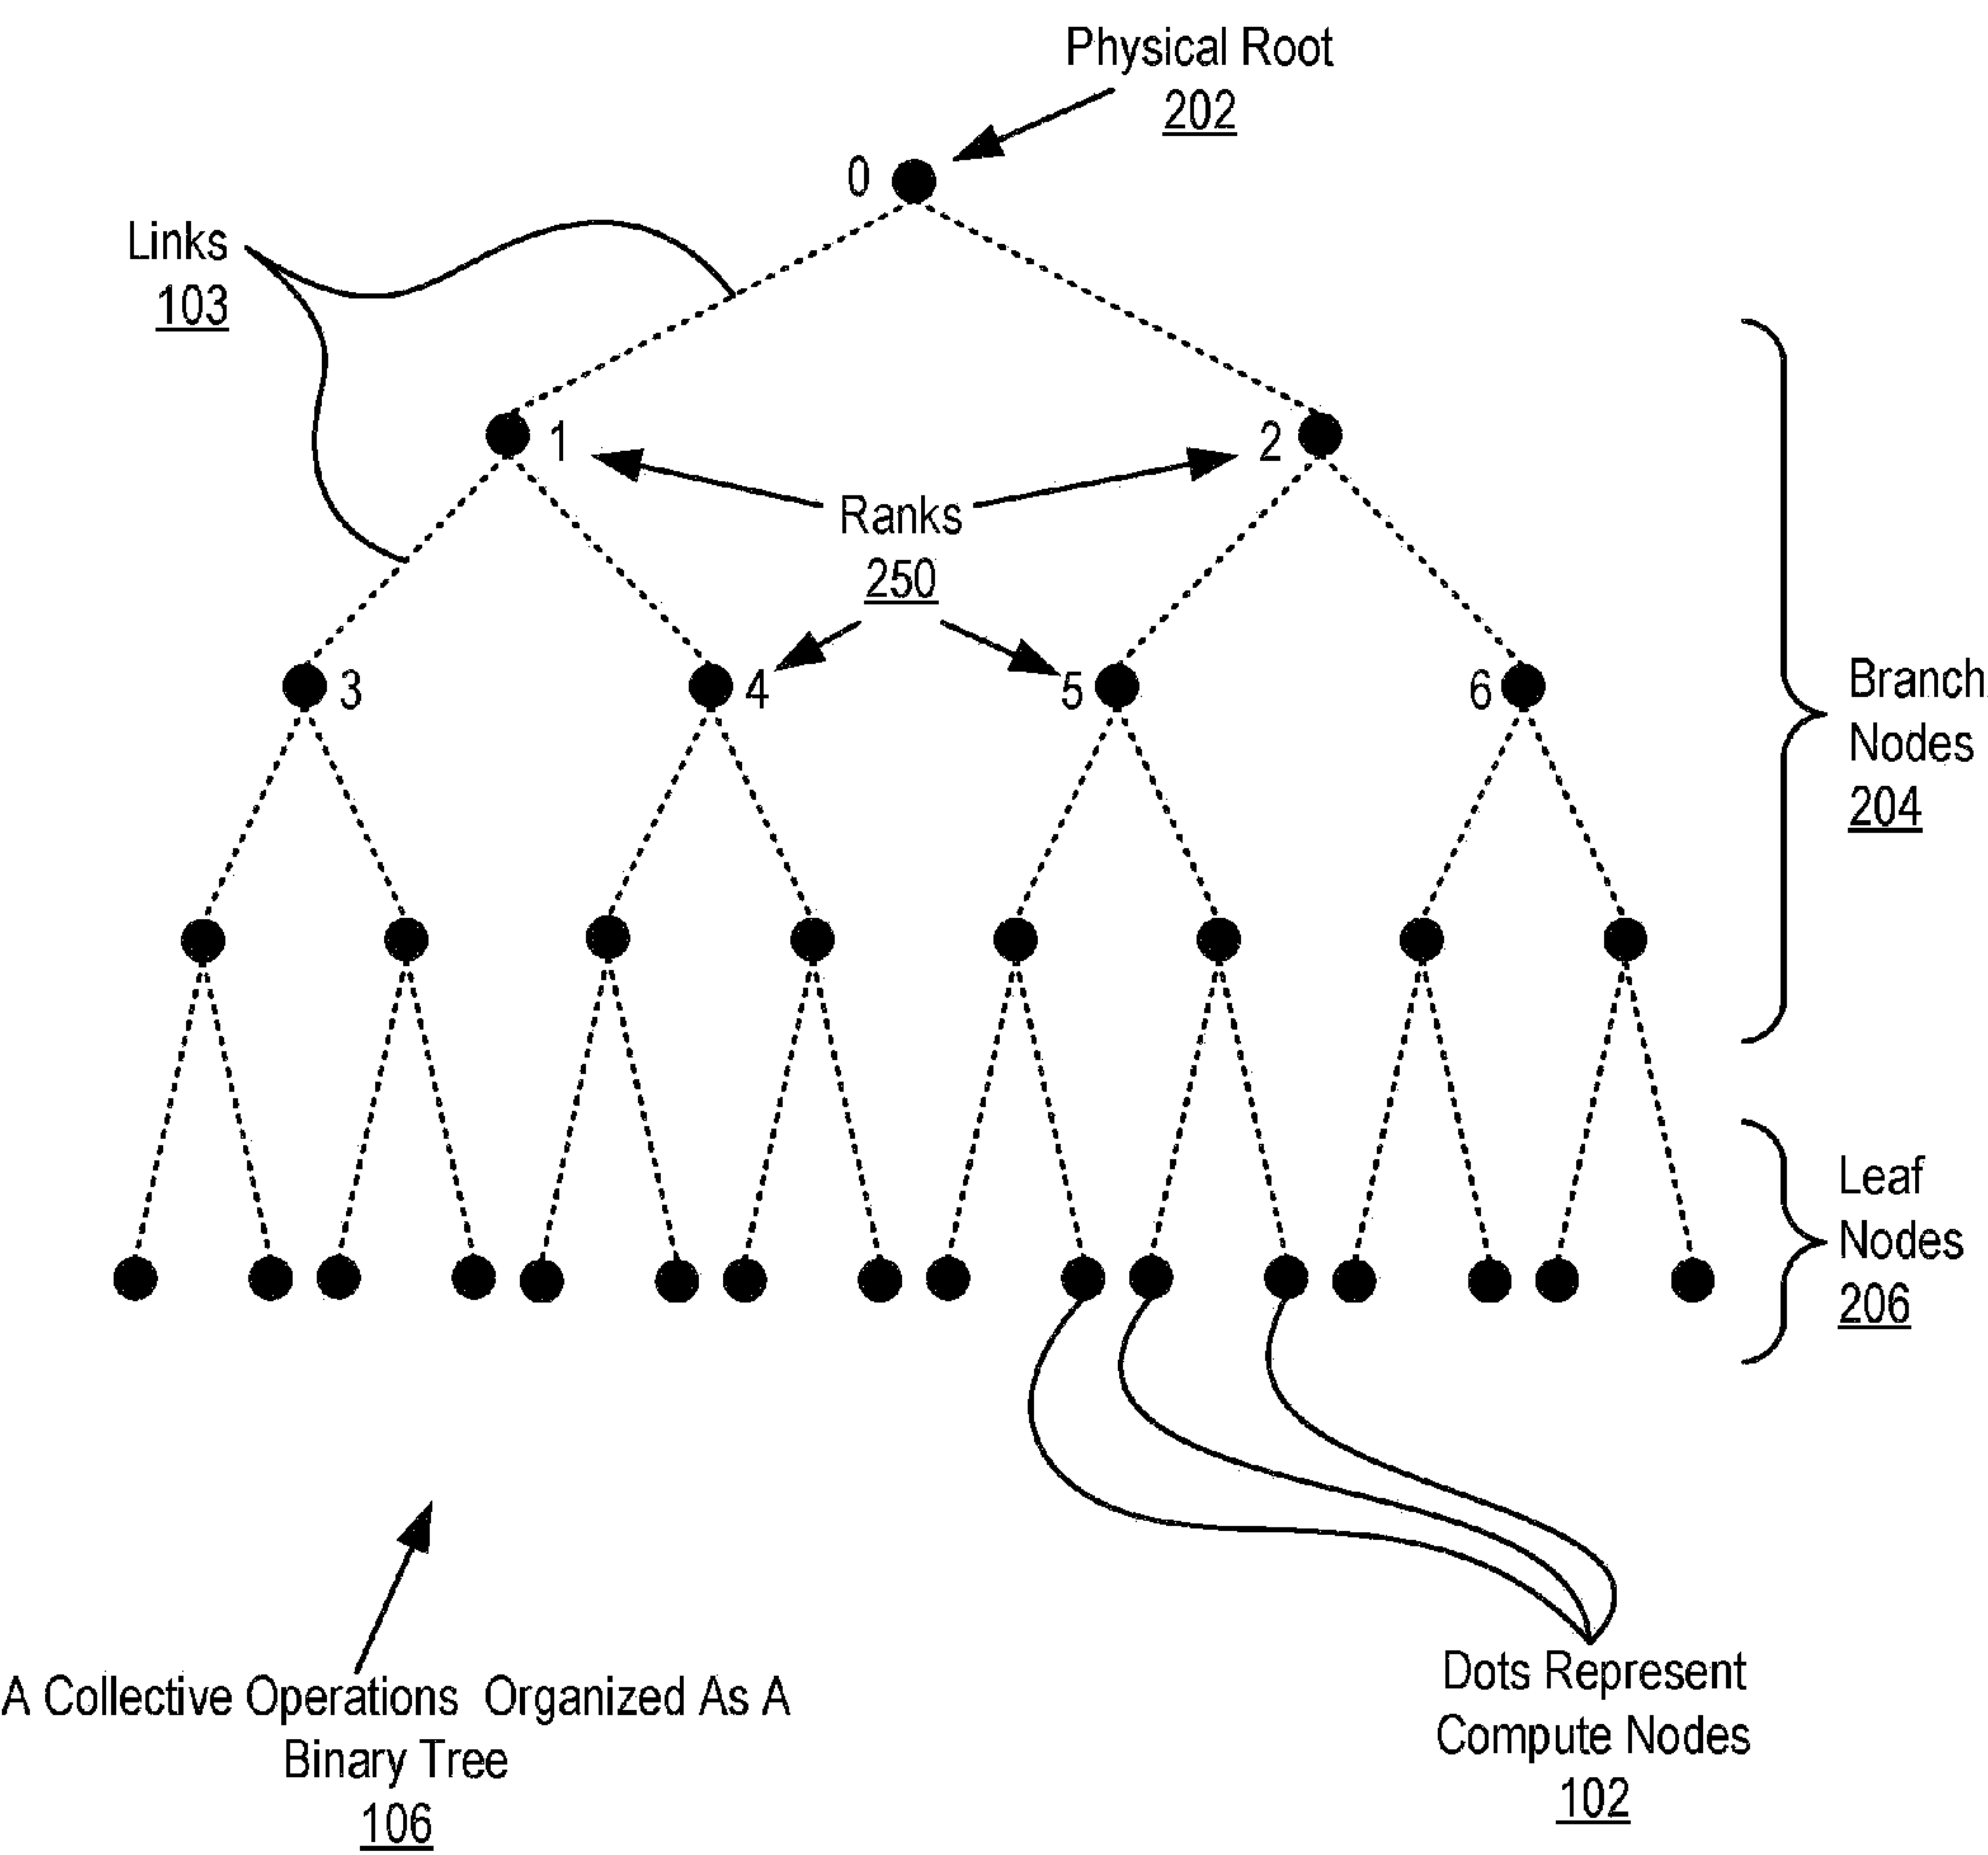 Physical Root
202
0
Links
103
1
2
Ranks
250
3
4
5
6
Branch
Nodes
204
Leaf
Nodes
206
A Collective Operations Organized As A
Binary Tree
106
Dots Represent
Compute Nodes
102